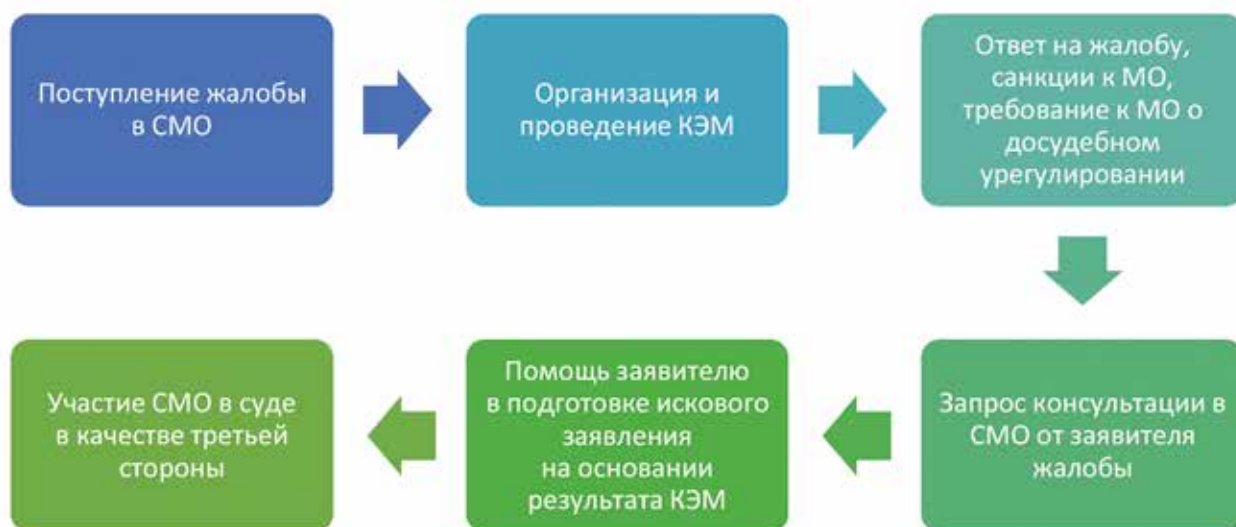 Поступление жалобы
в СМО
Организация и
проведение КЭМ
Ответ на жалобу,
санкции к МО,
требование к МО о
досудебном
урегулировании
Запрос консультации в
СМО от заявителя
жалобы
Помощь заявителю
в подготовке искового
заявления
на основании
результата КЭМ
Участие СМО в суде
в качестве третьей
стороны